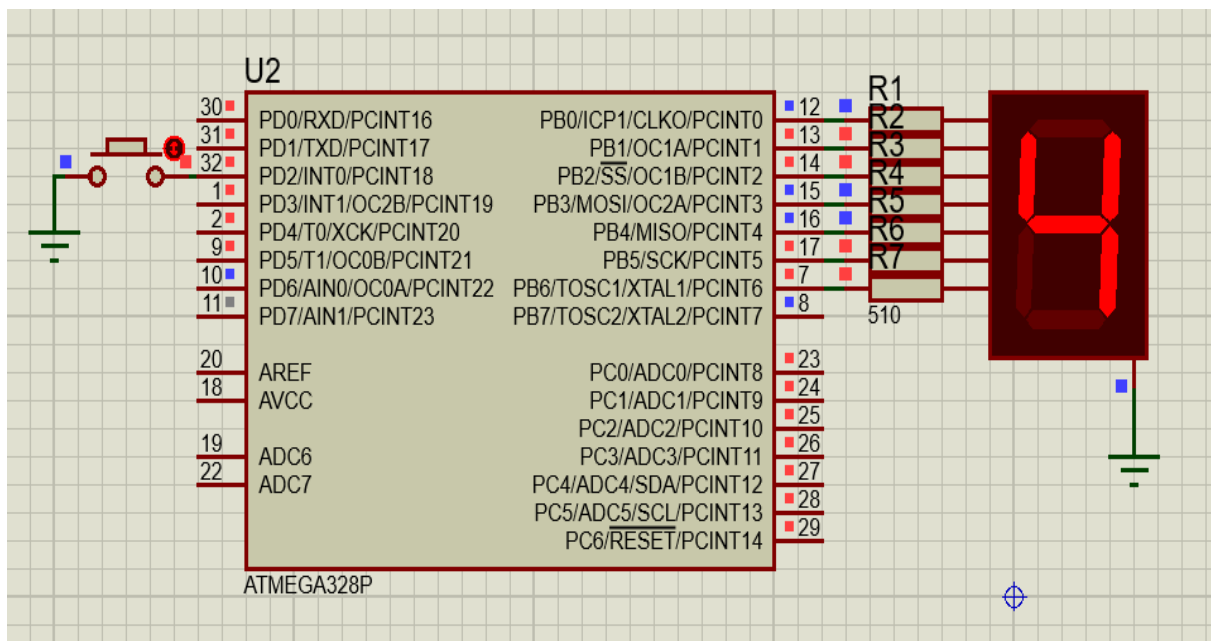 U2
30 PD0/RXD/PCINT16
31 PD1/TXD/PCINT17
32 PD2/INT0/PCINT18
1 PD3/INT1/OC2B/PCINT19
2 PD4/T0/XCK/PCINT20
9 PD5/T1/OC0B/PCINT21
10 PD6/AIN0/OC0A/PCINT22
11 PD7/AIN1/PCINT23
20 AREF
18 AVCC
19 ADC6
22 ADC7
PB0/ICP1/CLKO/PCINT0 12
PB1/OC1A/PCINT1 13
PB2/SS/OC1B/PCINT2 14
PB3/MOSI/OC2A/PCINT3 15
PB4/MISO/PCINT4 16
PB5/SCK/PCINT5 17
PB6/TOSC1/XTAL1/PCINT6 7
PB7/TOSC2/XTAL2/PCINT7 8
PC0/ADC0/PCINT8 23
PC1/ADC1/PCINT9 24
PC2/ADC2/PCINT10 25
PC3/ADC3/PCINT11 26
PC4/ADC4/SDA/PCINT12 27
PC5/ADC5/SCL/PCINT13 28
PC6/RESET/PCINT14 29
ATMEGA328P
R1
R2
R3
R4
R5
R6
R7
510
4